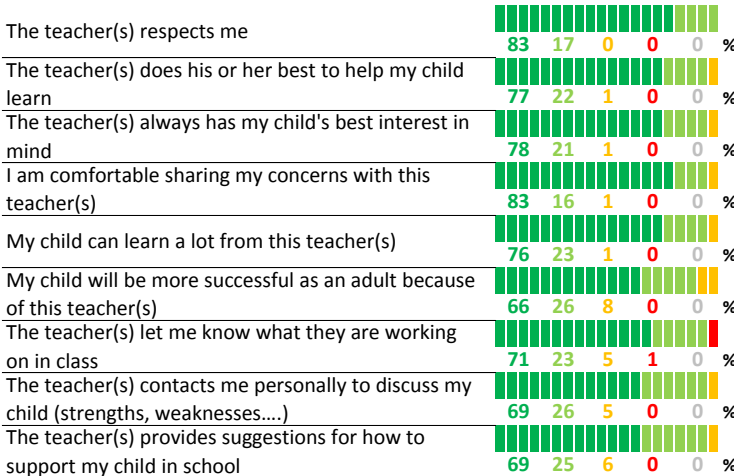 The teacher(s) respects me
83 17 0 0 0 %
The teacher(s) does his or her best to help my child
learn
77 22 1 0 0 %
The teacher(s) always has my child's best interest in
mind
78 21 1 0 0 %
I am comfortable sharing my concerns with this
teacher(s)
83 16 1 0 0 %
My child can learn a lot from this teacher(s)
76 23 1 0 0 %
My child will be more successful as an adult because
of this teacher(s)
66 26 8 0 0 %
The teacher(s) let me know what they are working
on in class
71 23 5 1 0 %
The teacher(s) contacts me personally to discuss my
child (strengths, weaknesses....)
69 26 5 0 0 %
The teacher(s) provides suggestions for how to
support my child in school
69 25 6 0 0 %